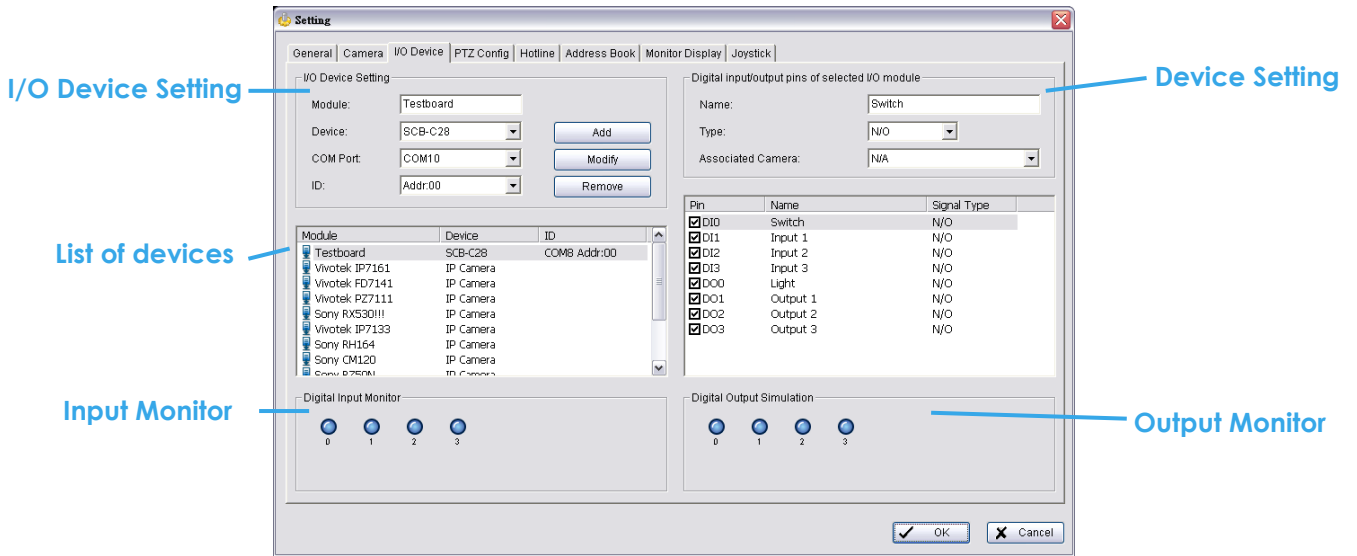 Setting
General Camera I/O Device PTZ Config Hotline Address Book Monitor Display Joystick
I/O Device Setting
I/O Device Setting
Module: Testboard
Device: SCB-C28 Add
COM Port: COM10 Modify
ID: Addr:00 Remove
Digital input/output pins of selected I/O module
Device Setting
Name: Switch
Type: N/O
Associated Camera: N/A
List of devices
Module Device ID
Testboard SCB-C28 COM8 Addr:00
Vivotek IP7161 IP Camera
Vivotek FD7141 IP Camera
Vivotek PZ7111 IP Camera
Sony RX530!!! IP Camera
Vivotek IP7133 IP Camera
Sony RH164 IP Camera
Sony CM120 IP Camera
Sony RZ50N IP Camera
Pin Name Signal Type
DI0 Switch N/O
DI1 Input 1 N/O
DI2 Input 2 N/O
DI3 Input 3 N/O
DO0 Light N/O
DO1 Output 1 N/O
DO2 Output 2 N/O
DO3 Output 3 N/O
Input Monitor
Digital Input Monitor
0 1 2 3
Digital Output Simulation
0 1 2 3
Output Monitor
OK Cancel